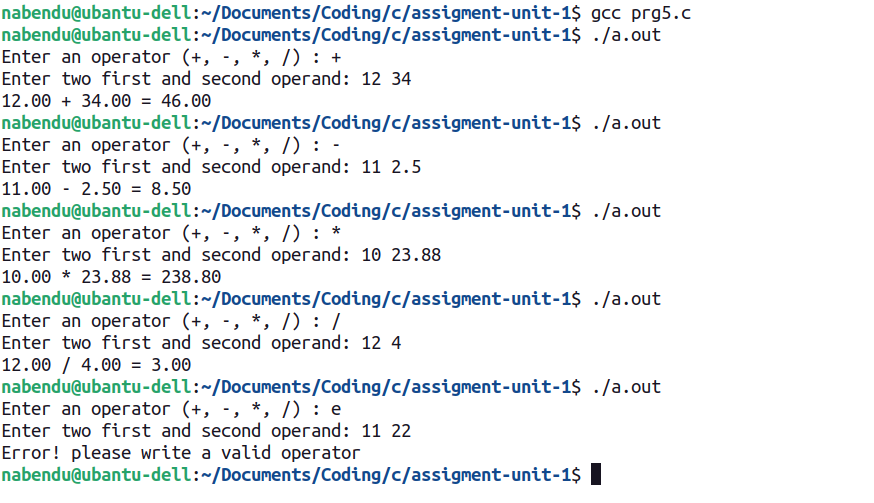 nabendu@ubantu-dell:~/Documents/Coding/c/assigment-unit-1$ gcc prg5.c
nabendu@ubantu-dell:~/Documents/Coding/c/assigment-unit-1$ ./a.out
Enter an operator (+, -, *, /) : +
Enter two first and second operand: 12 34
12.00 + 34.00 = 46.00
nabendu@ubantu-dell:~/Documents/Coding/c/assigment-unit-1$ ./a.out
Enter an operator (+, -, *, /) : -
Enter two first and second operand: 11 2.5
11.00 - 2.50 = 8.50
nabendu@ubantu-dell:~/Documents/Coding/c/assigment-unit-1$ ./a.out
Enter an operator (+, -, *, /) : *
Enter two first and second operand: 10 23.88
10.00 * 23.88 = 238.80
nabendu@ubantu-dell:~/Documents/Coding/c/assigment-unit-1$ ./a.out
Enter an operator (+, -, *, /) : /
Enter two first and second operand: 12 4
12.00 / 4.00 = 3.00
nabendu@ubantu-dell:~/Documents/Coding/c/assigment-unit-1$ ./a.out
Enter an operator (+, -, *, /) : e
Enter two first and second operand: 11 22
Error! please write a valid operator
nabendu@ubantu-dell:~/Documents/Coding/c/assigment-unit-1$